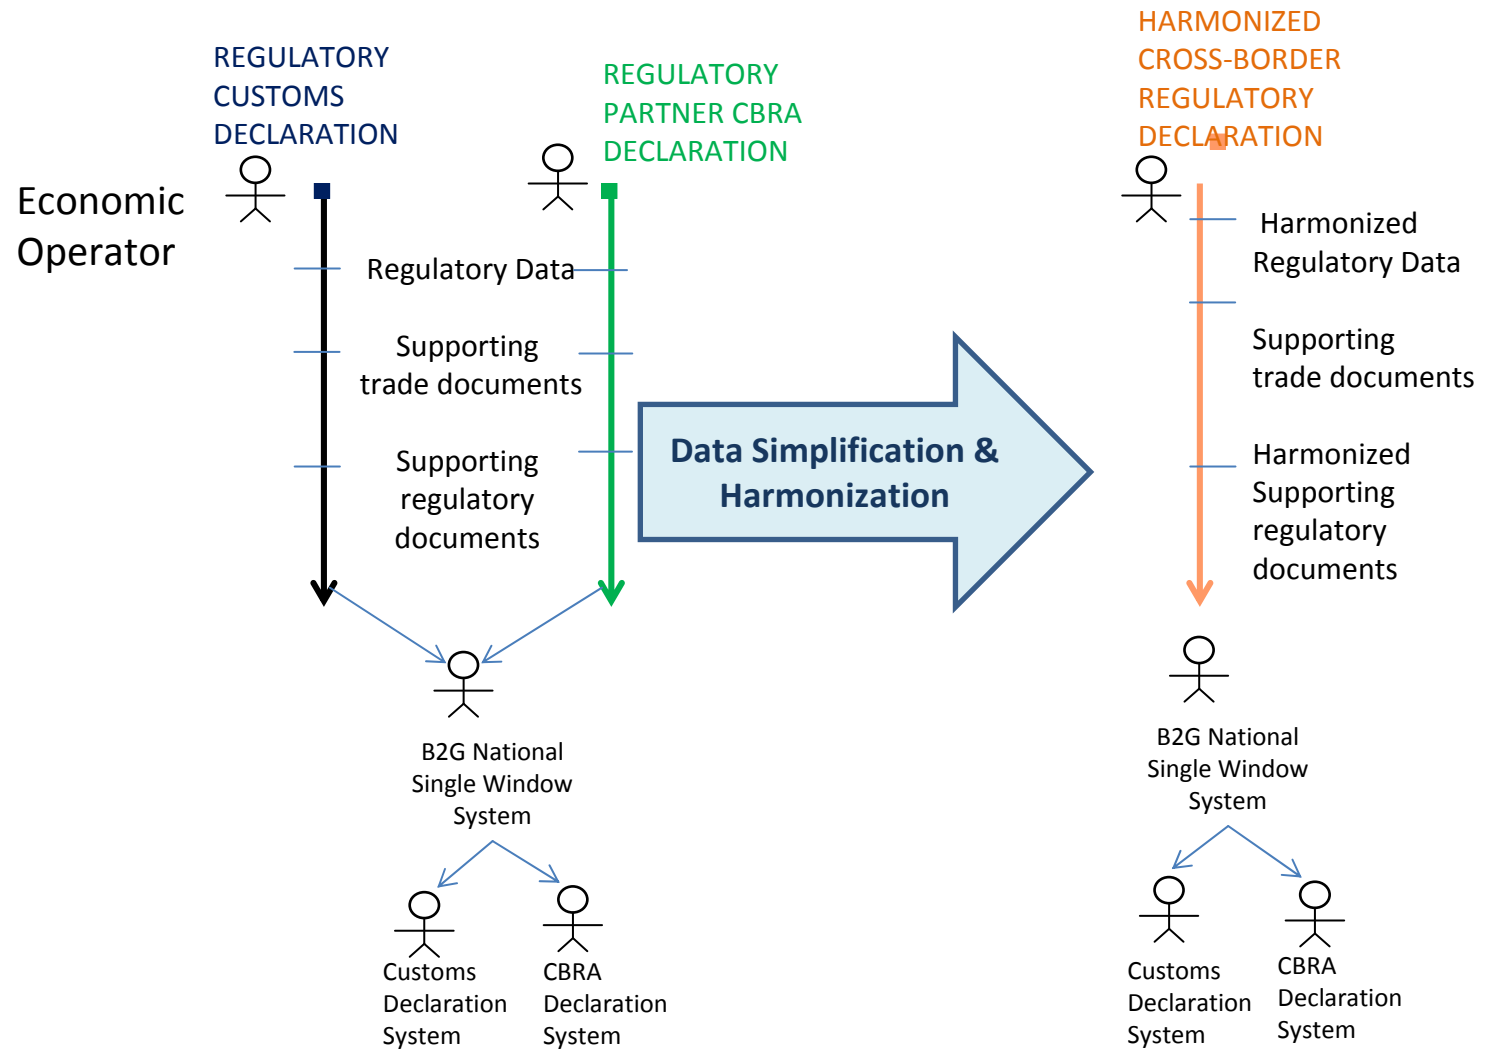 REGULATORY
CUSTOMS
DECLARATION
REGULATORY
PARTNER CBRA
DECLARATION
HARMONIZED
CROSS-BORDER
REGULATORY
DECLARATION
Economic
Operator
Regulatory Data
Supporting
trade documents
Supporting
regulatory
documents
Data Simplification &
Harmonization
Harmonized
Regulatory Data
Supporting
trade documents
Harmonized
Supporting
regulatory
documents
B2G National
Single Window
System
Customs
Declaration
System
CBRA
Declaration
System
B2G National
Single Window
System
Customs
Declaration
System
CBRA
Declaration
System